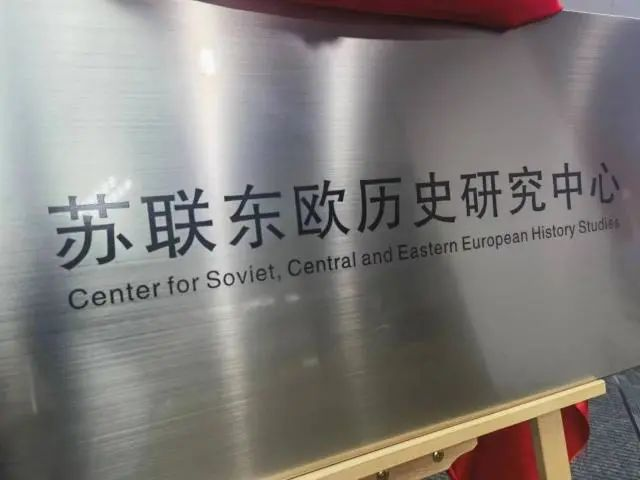 苏联东欧历史研究中心
Center for Soviet, Central and Eastern European History Studies